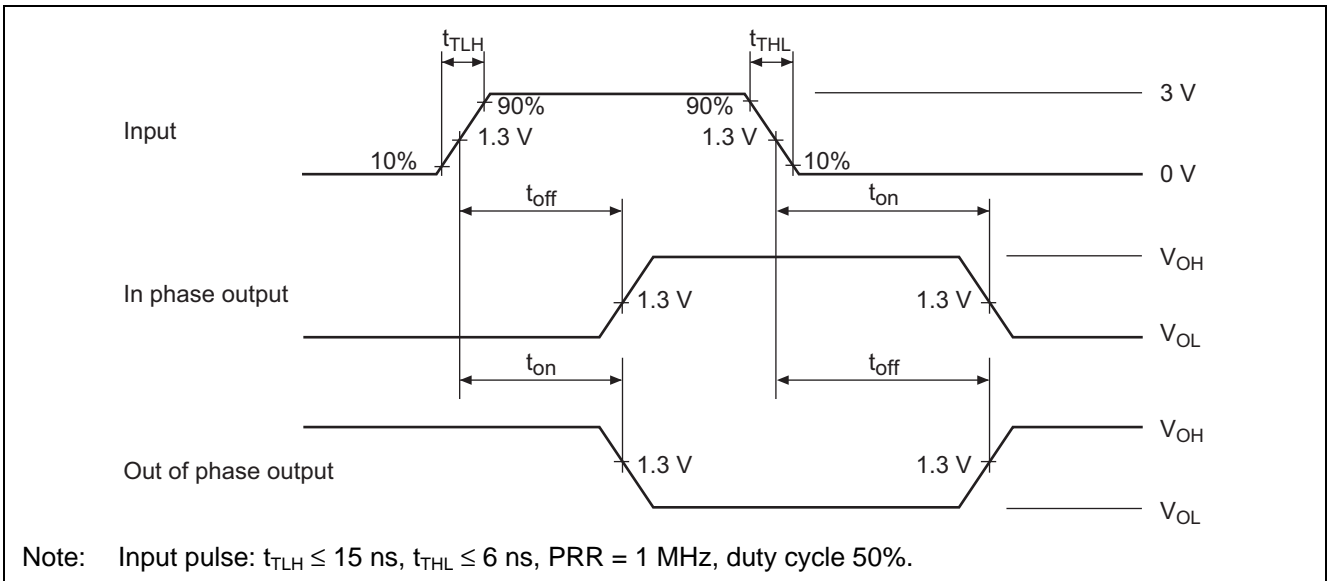 tTLH tTHL
3 V
90% 90%
Input
1.3 V 1.3 V
10% 10%
0 V
toff ton
VOH
In phase output
1.3 V 1.3 V
VOL
ton toff
VOH
Out of phase output
1.3 V 1.3 V
VOL
Note: Input pulse: tTLH ≤ 15 ns, tTHL ≤ 6 ns, PRR = 1 MHz, duty cycle 50%.